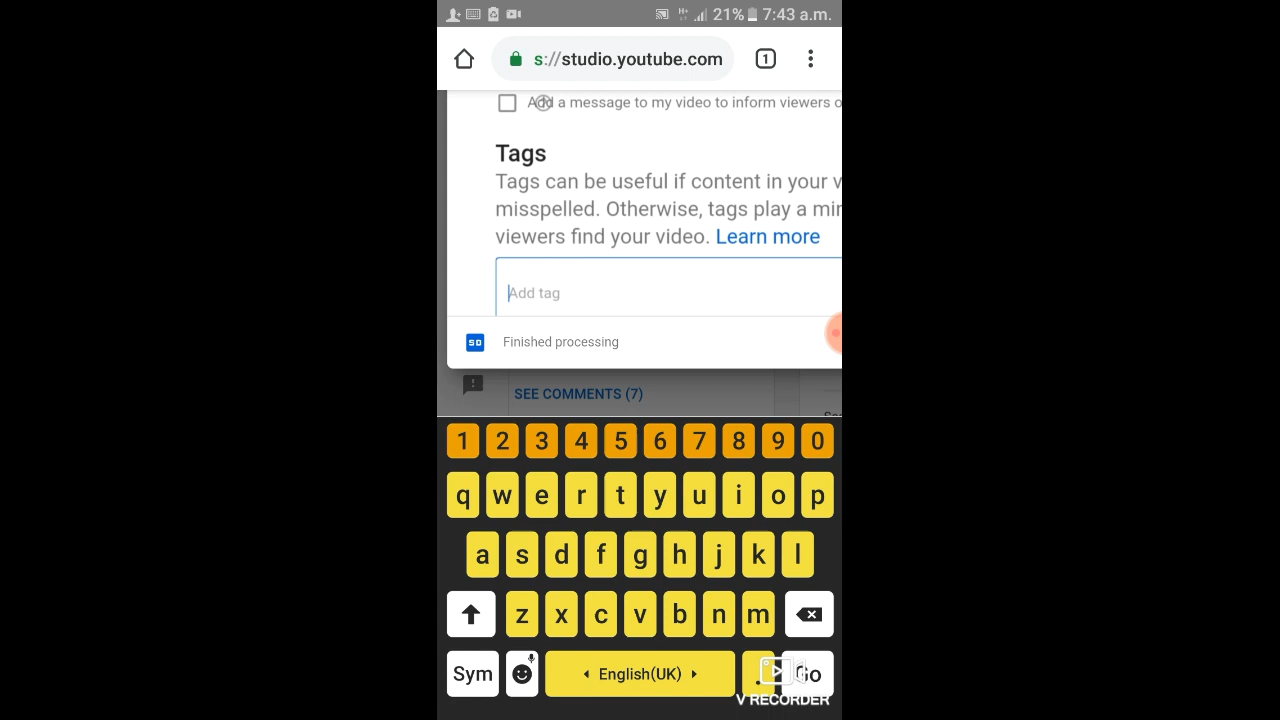 21% 7:43 a.m.
s://studio.youtube.com 1
Add a message to my video to inform viewers o
Tags
Tags can be useful if content in your v
misspelled. Otherwise, tags play a mir
viewers find your video. Learn more
Add tag
SD Finished processing
SEE COMMENTS (7)
1 2 3 4 5 6 7 8 9 0
q w e r t y u i o p
a s d f g h j k l
z x c v b n m
Sym English(UK) . Go
V RECORDER